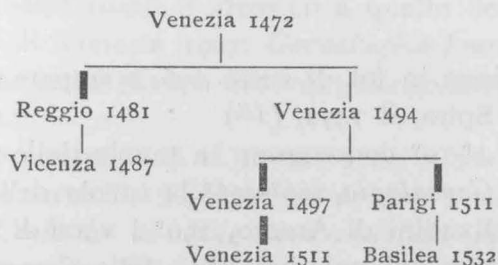 Venezia 1472
Reggio 1481 Venezia 1494
Vicenza 1487
Venezia 1497 Parigi 1511
Venezia 1511 Basilea 1532